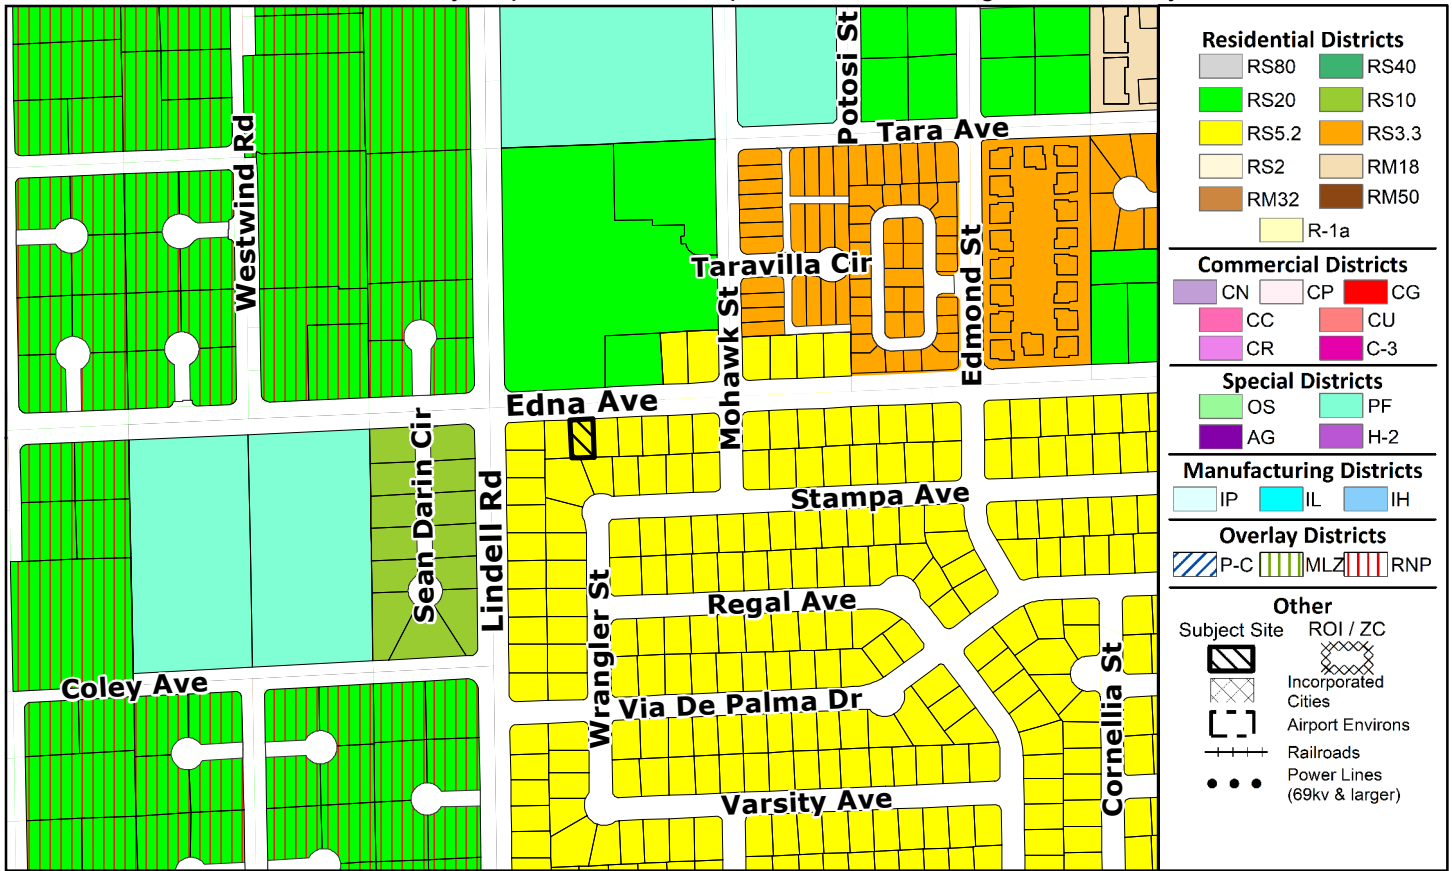 Potosi St
Tara Ave
Westwind Rd
Taravilla Cir
Mohawk St
Edmond St
Edna Ave
Sean Darin Cir
Lindell Rd
Stampa Ave
Wrangler St
Regal Ave
Coley Ave
Via De Palma Dr
Cornellia St
Varsity Ave
Residential Districts
RS80 RS40
RS20 RS10
RS5.2 RS3.3
RS2 RM18
RM32 RM50
R-1a
Commercial Districts
CN CP CG
CC CU
CR C-3
Special Districts
OS PF
AG H-2
Manufacturing Districts
IP IL IH
Overlay Districts
P-C MLZ RNP
Other
Subject Site ROI / ZC
Incorporated
Cities
Airport Environs
Railroads
Power Lines
(69kv & larger)